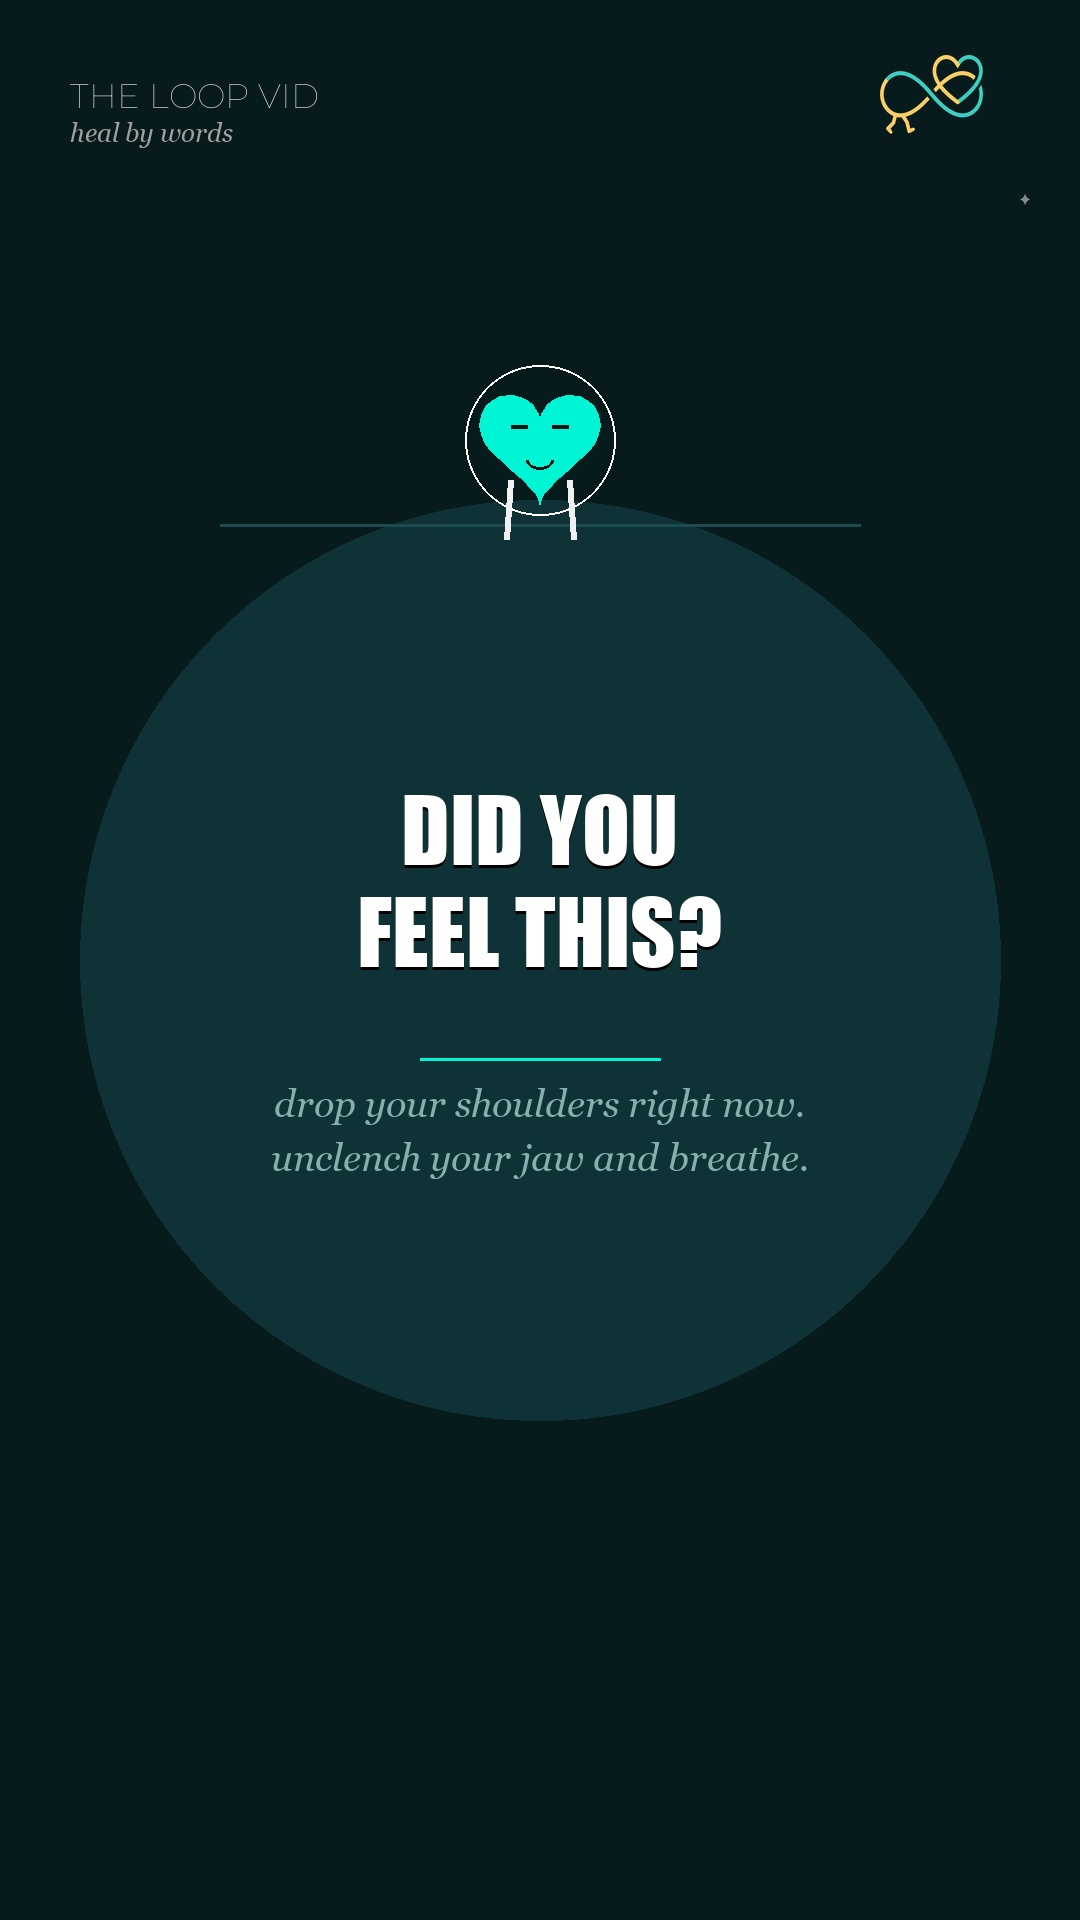 THE LOOP VID
heal by words
DID YOU
FEEL THIS?
drop your shoulders right now.
unclench your jaw and breathe.